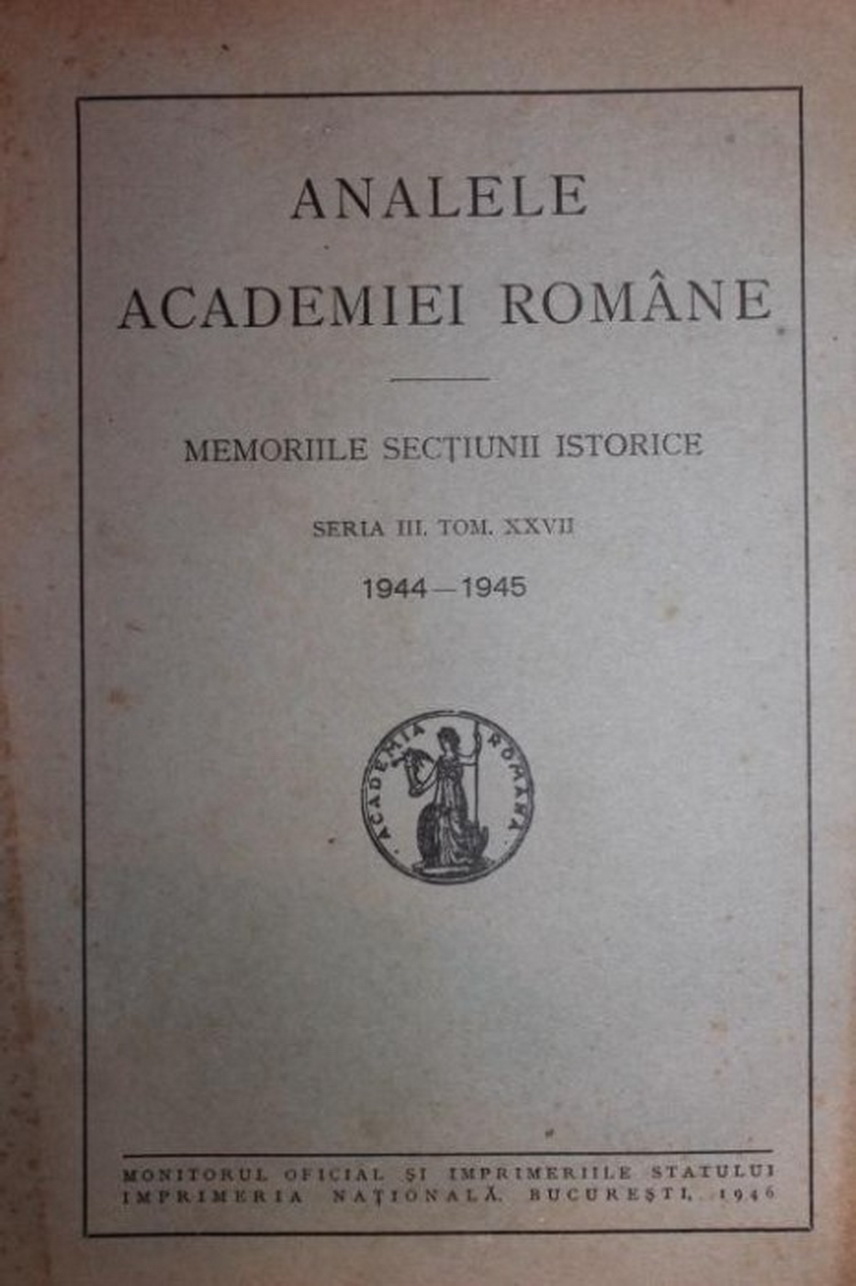 ANALELE
ACADEMIEI ROMÂNE
MEMORIILE SECȚIUNII ISTORICE
SERIA III. TOM. XXVII
1944—1945
· ACADEMIA ROMÂNĂ ·
MONITORUL OFICIAL ȘI IMPRIMERIILE STATULUI
IMPRIMERIA NAȚIONALĂ, BUCUREȘTI, 1946